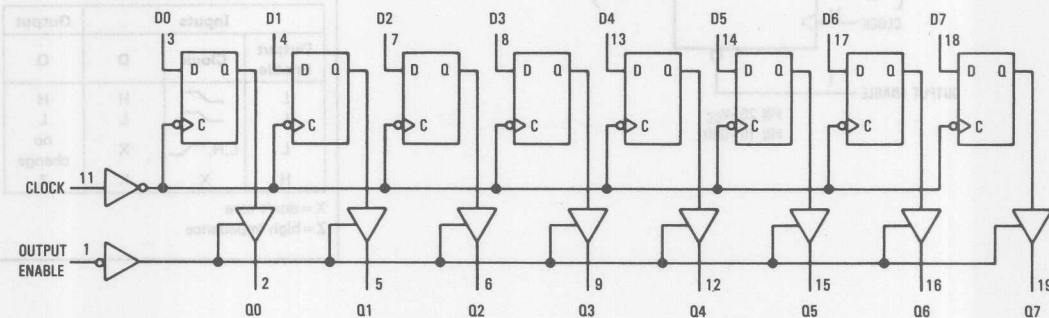 D0 D1 D2 D3 D4 D5 D6 D7
3 4 7 8 13 14 17 18
D Q D Q D Q D Q D Q D Q D Q D Q
C C C C C C C C
CLOCK 11
OUTPUT ENABLE 1
2 5 6 9 12 15 16 19
Q0 Q1 Q2 Q3 Q4 Q5 Q6 Q7